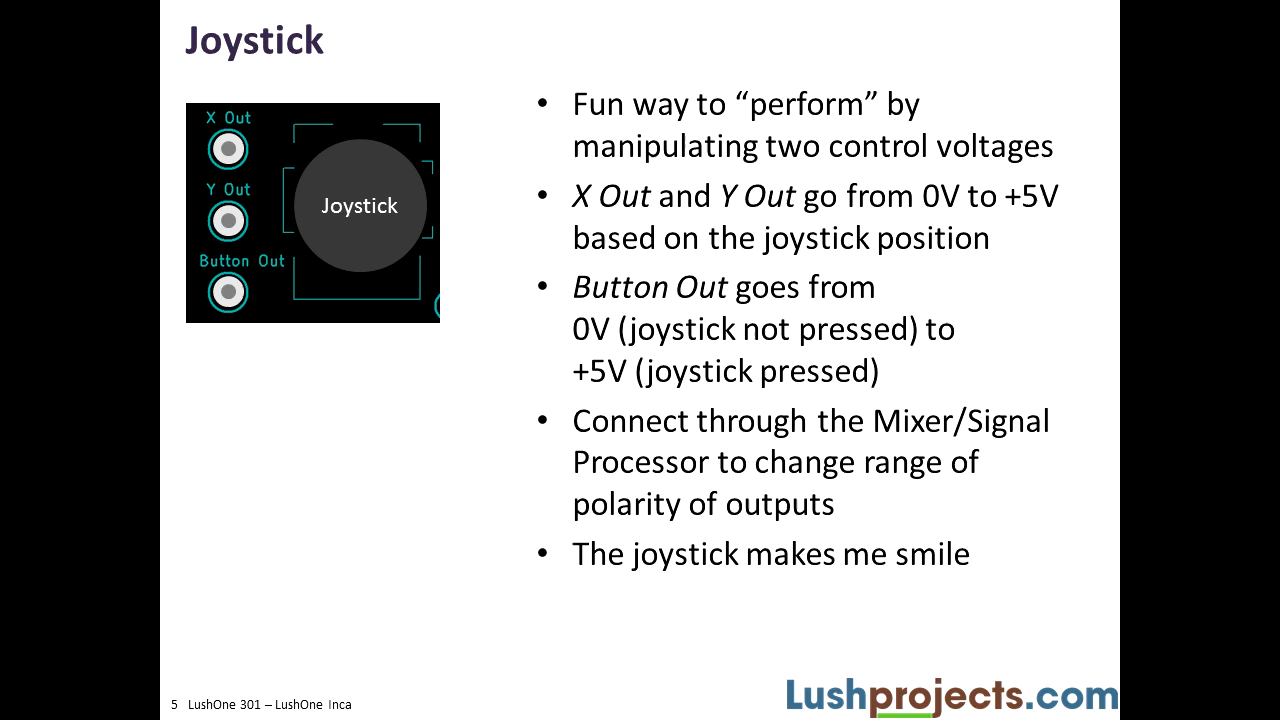 Joystick
X Out
Y Out
Button Out
Joystick
• Fun way to “perform” by
manipulating two control voltages
• X Out and Y Out go from 0V to +5V
based on the joystick position
• Button Out goes from
0V (joystick not pressed) to
+5V (joystick pressed)
• Connect through the Mixer/Signal
Processor to change range of
polarity of outputs
• The joystick makes me smile
5 LushOne 301 – LushOne Inca
Lushprojects.com